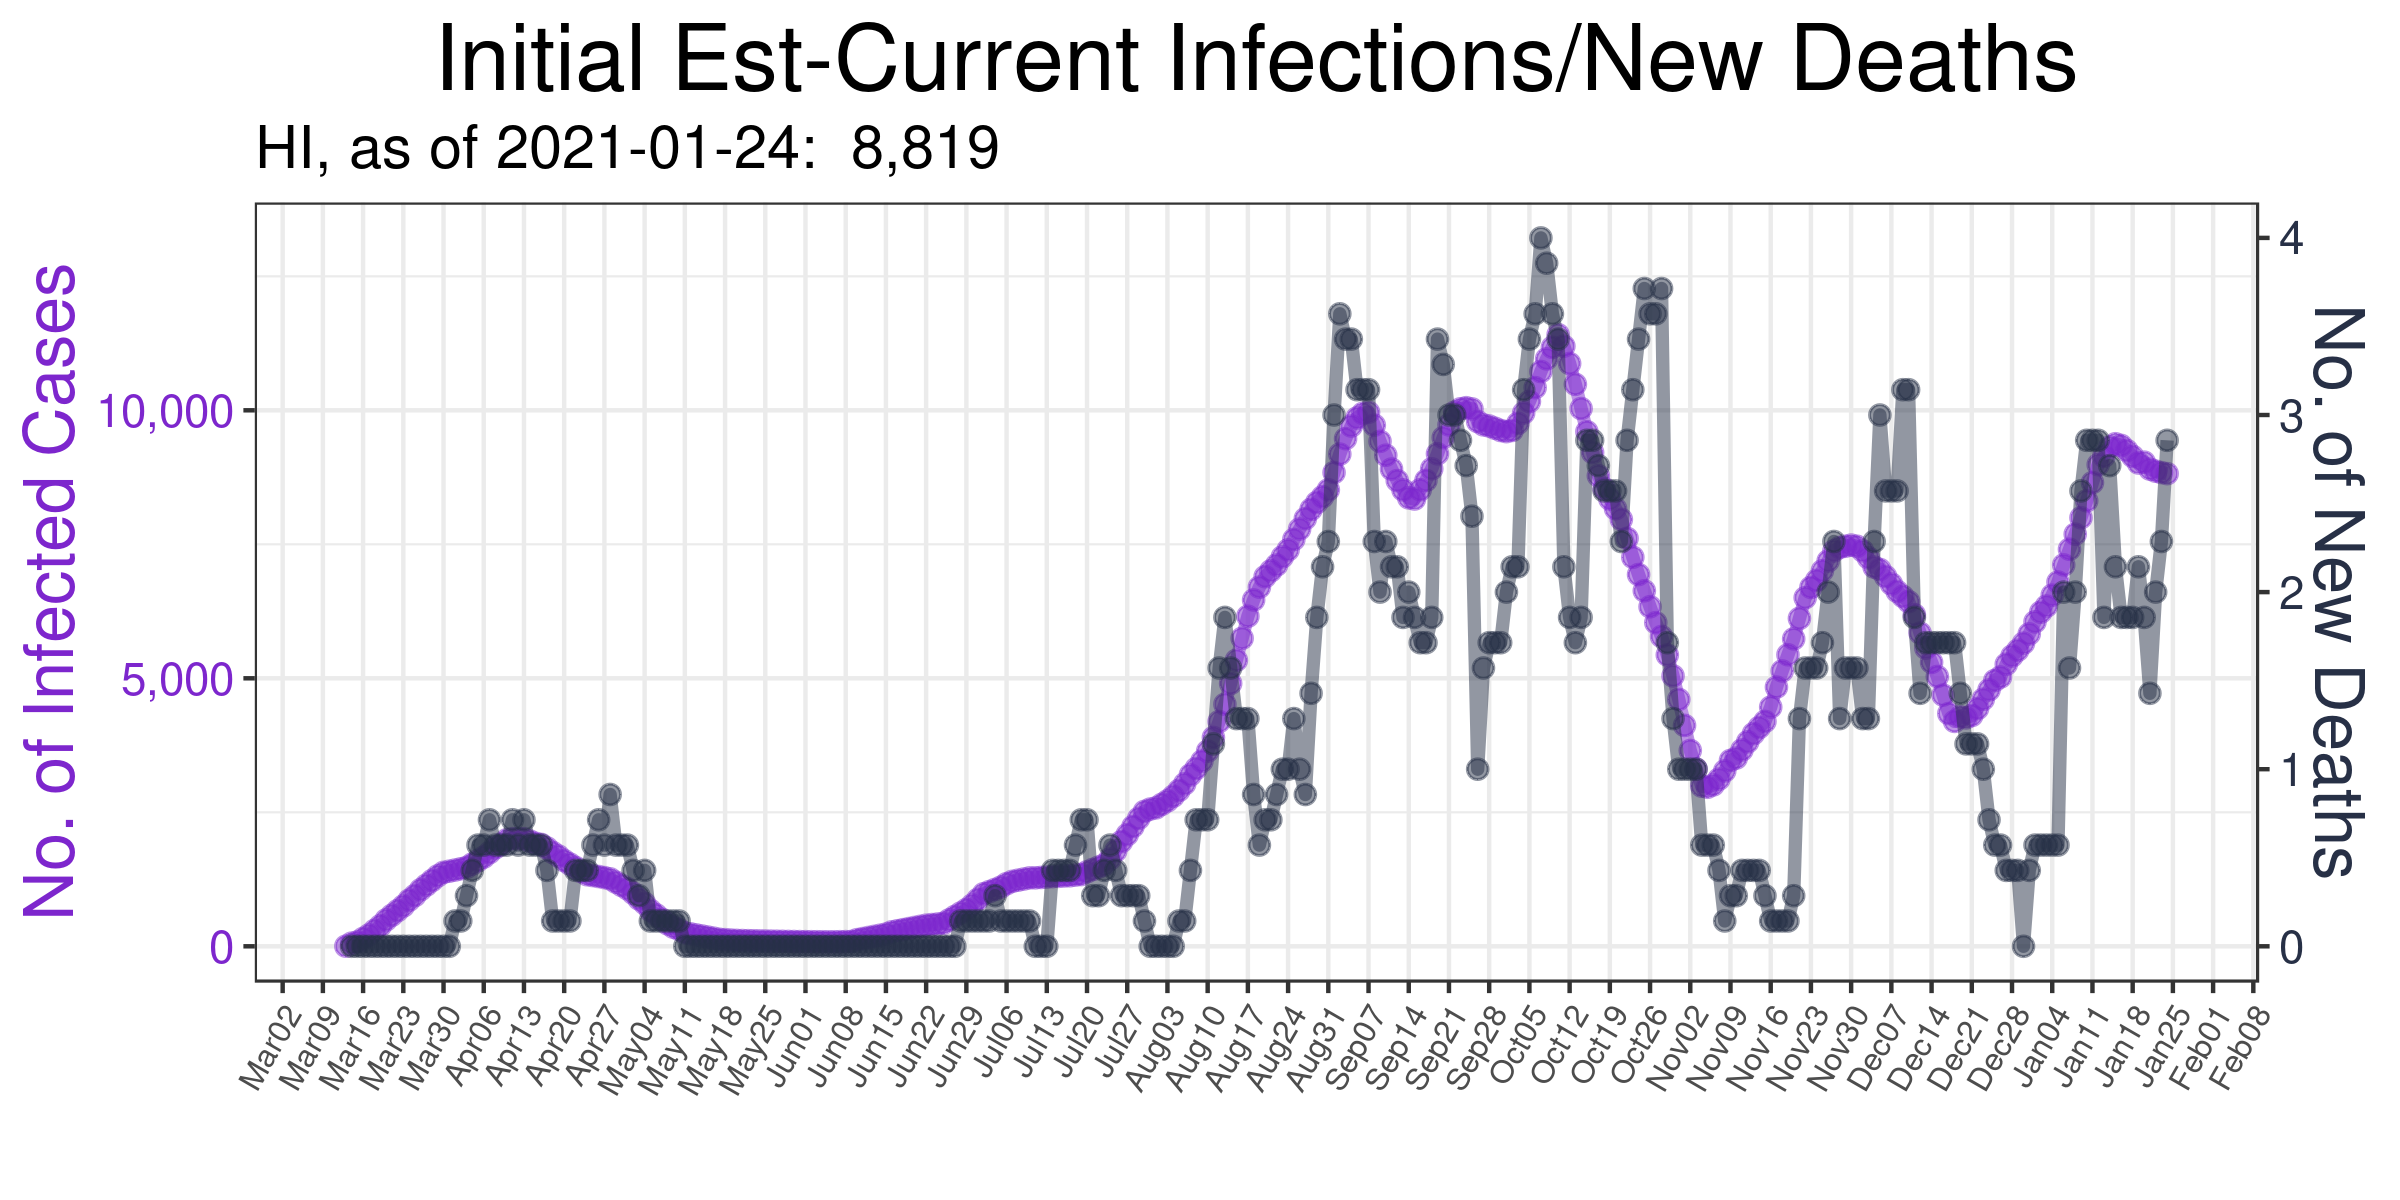 Initial Est-Current Infections/New Deaths
HI, as of 2021-01-24:  8,819
No. of Infected Cases
10,000
5,000
0
4
3
2
1
0
No. of New Deaths
Mar02
Mar09
Mar16
Mar23
Mar30
Apr06
Apr13
Apr20
Apr27
May04
May11
May18
May25
Jun01
Jun08
Jun15
Jun22
Jun29
Jul06
Jul13
Jul20
Jul27
Aug03
Aug10
Aug17
Aug24
Aug31
Sep07
Sep14
Sep21
Sep28
Oct05
Oct12
Oct19
Oct26
Nov02
Nov09
Nov16
Nov23
Nov30
Dec07
Dec14
Dec21
Dec28
Jan04
Jan11
Jan18
Jan25
Feb01
Feb08